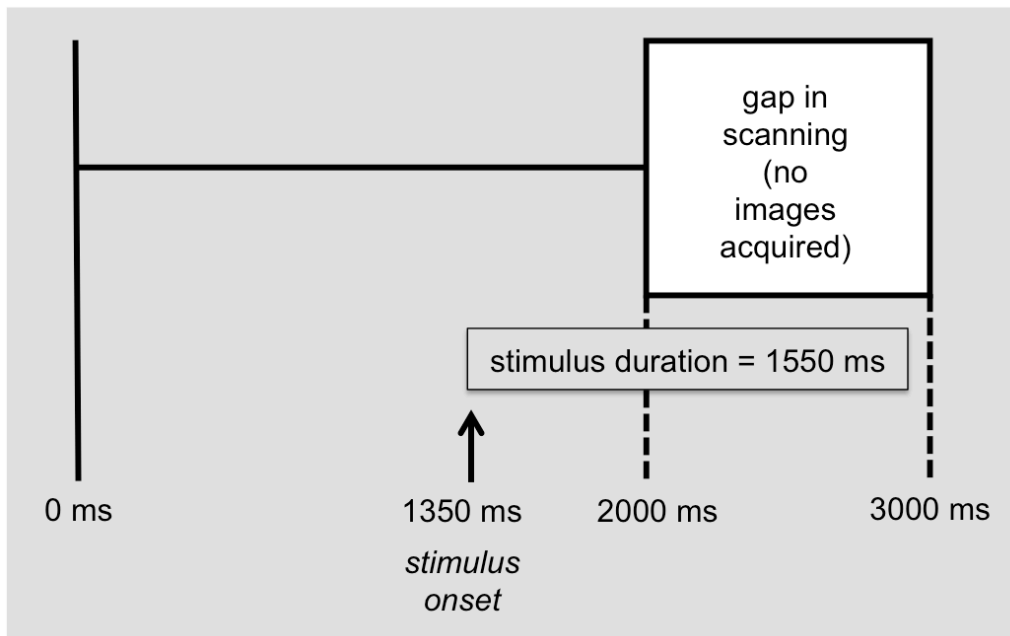 gap in
scanning
(no
images
acquired)
stimulus duration = 1550 ms
0 ms
1350 ms
2000 ms
3000 ms
stimulus
onset